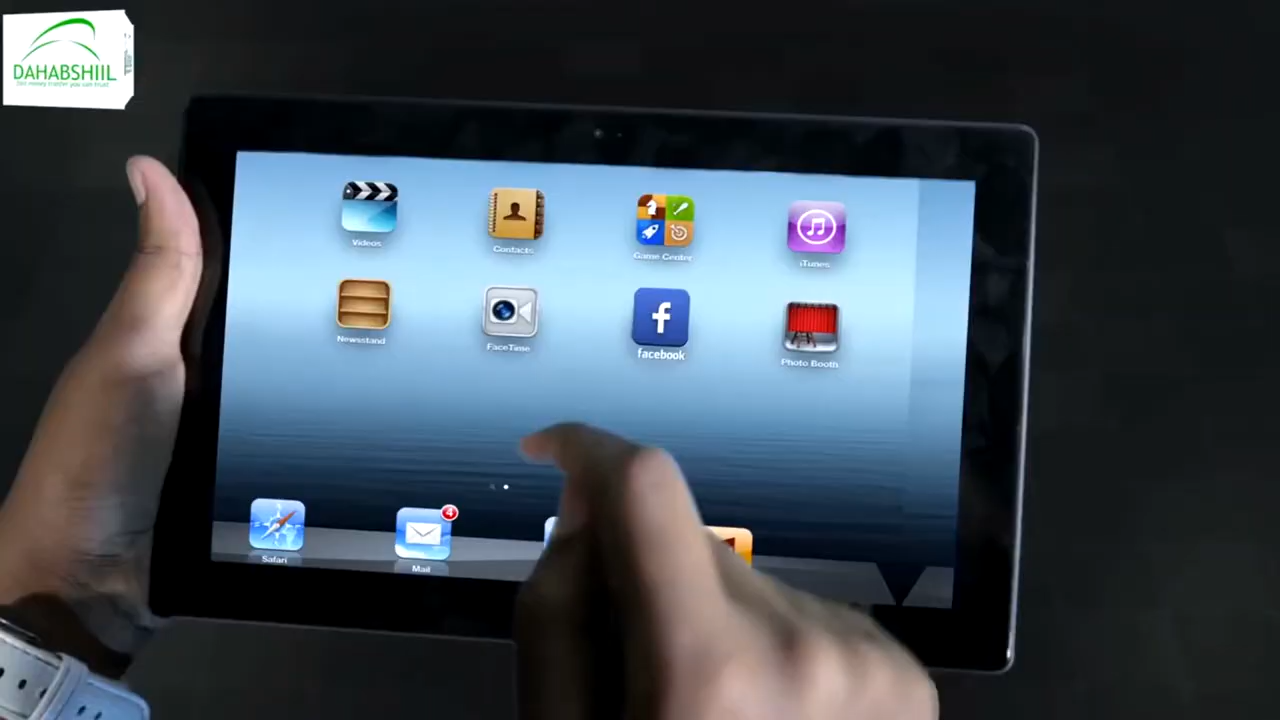 DAHABSHIIL
Videos
Contacts
Game Center
iTunes
Newsstand
FaceTime
f
facebook
Photo Booth
4
Safari
Mail